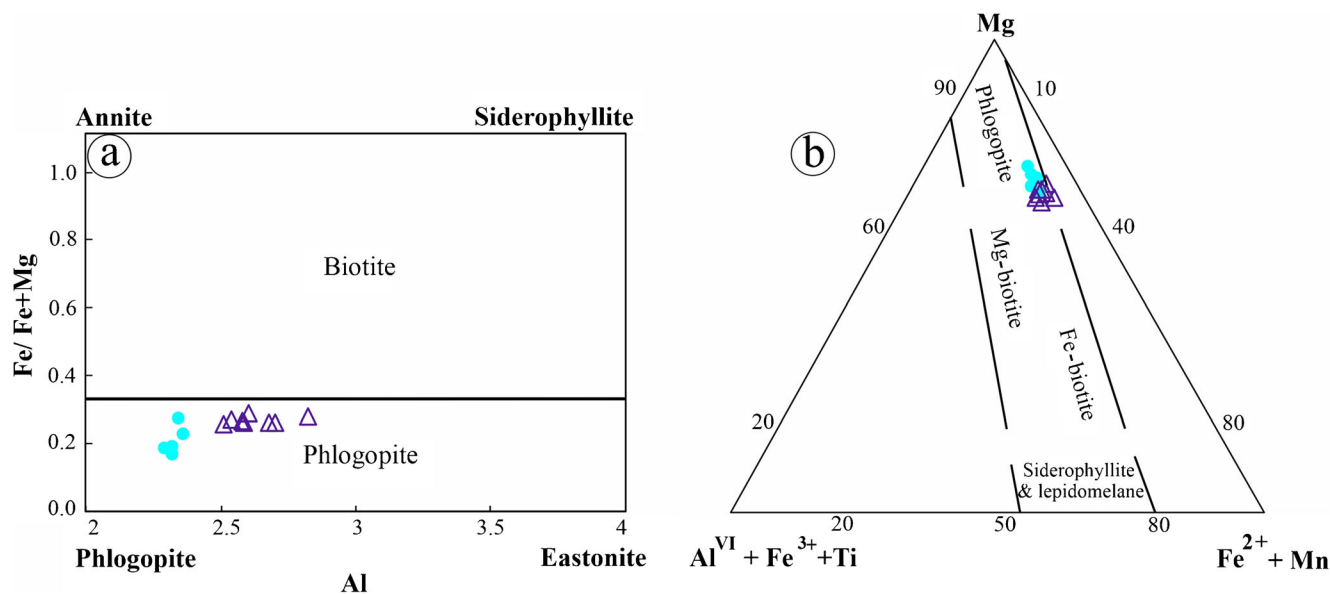 Annite
Siderophyllite
a
1.0
0.8
0.6
0.4
0.2
0.0
Fe/ Fe+Mg
Biotite
Phlogopite
2
2.5
3
3.5
4
Phlogopite
Eastonite
Al
b
Mg
90
10
60
40
20
80
Phlogopite
Mg-biotite
Fe-biotite
Siderophyllite
& lepidomelane
20
50
80
Al^VI + Fe^3+ +Ti
Fe^2+ + Mn